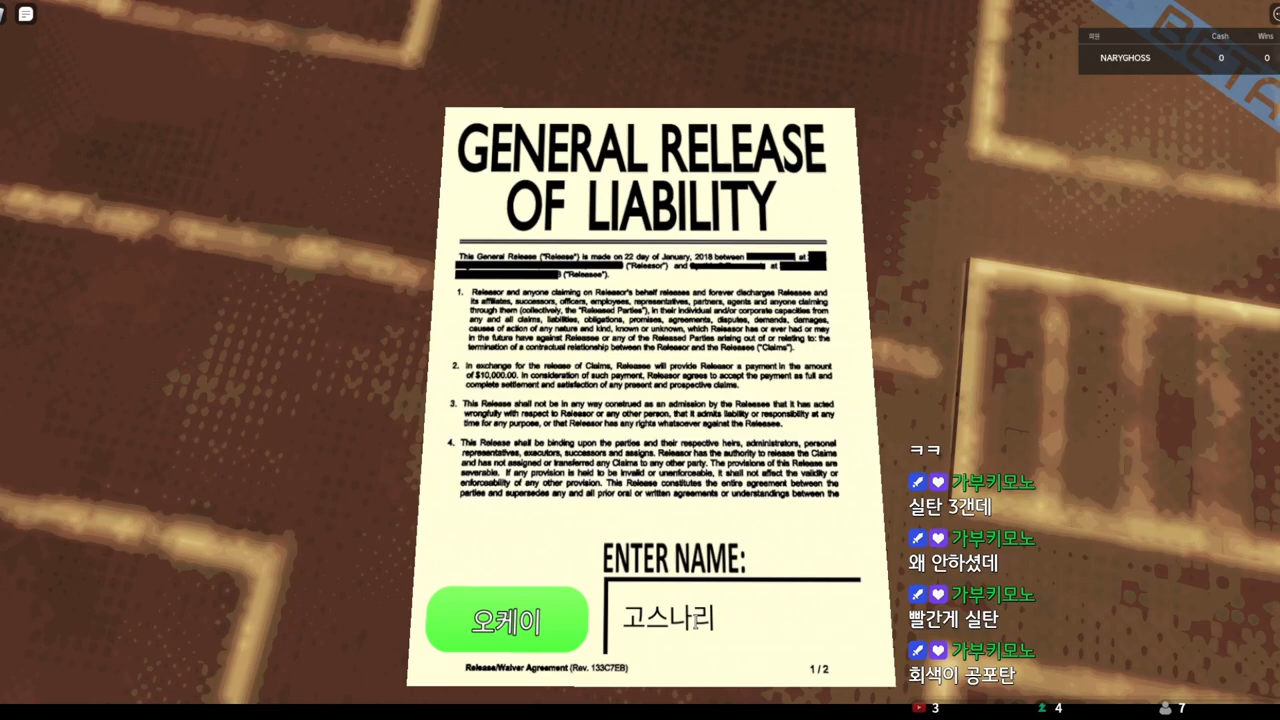 회원 Cash Wins
NARYGHOSS 0 0
BETA
GENERAL RELEASE
OF LIABILITY
This General Release ("Release") is made on 22 day of January, 2018 between at
("Releasor") and at
("Releasee").
1. Releasor and anyone claiming on Releasor's behalf releases and forever discharges Releasee and
its affiliates, successors, officers, employees, representatives, partners, agents and anyone claiming
through them (collectively, the "Released Parties"), in their individual and/or corporate capacities from
any and all claims, liabilities, obligations, promises, agreements, disputes, demands, damages,
causes of action of any nature and kind, known or unknown, which Releasor has or ever had or may
in the future have against Releasee or any of the Released Parties arising out of or relating to: the
termination of a contractual relationship between the Releasor and the Releasee ("Claims").
2. In exchange for the release of Claims, Releasee will provide Releasor a payment in the amount
of $10,000.00. In consideration of such payment, Releasor agrees to accept the payment as full and
complete settlement and satisfaction of any present and prospective claims.
3. This Release shall not be in any way construed as an admission by the Releasee that it has acted
wrongfully with respect to Releasor or any other person, that it admits liability or responsibility at any
time for any purpose, or that Releasor has any rights whatsoever against the Releasee.
4. This Release shall be binding upon the parties and their respective heirs, administrators, personal
representatives, executors, successors and assigns. Releasor has the authority to release the Claims
and has not assigned or transferred any Claims to any other party. The provisions of this Release are
severable. If any provision is held to be invalid or unenforceable, it shall not affect the validity or
enforceability of any other provision. This Release constitutes the entire agreement between the
parties and supersedes any and all prior oral or written agreements or understandings between the
ENTER NAME:
오케이
고스나리
Release/Waiver Agreement (Rev. 133C7EB) 1 / 2
ㅋㅋ
가부키모노
실탄 3갠데
가부키모노
왜 안하셨데
가부키모노
빨간게 실탄
가부키모노
회색이 공포탄
3 4 7